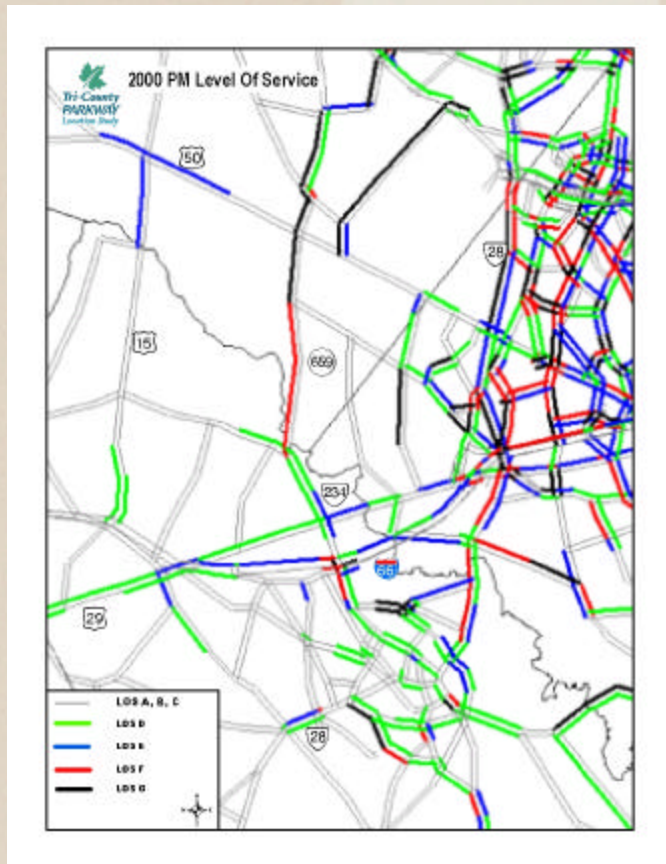 2000 PM Level Of Service
Tri-County
PARKWAY
Location Study
50
28
15
659
234
66
29
28
LOS A, B, C
LOS D
LOS E
LOS F
LOS G